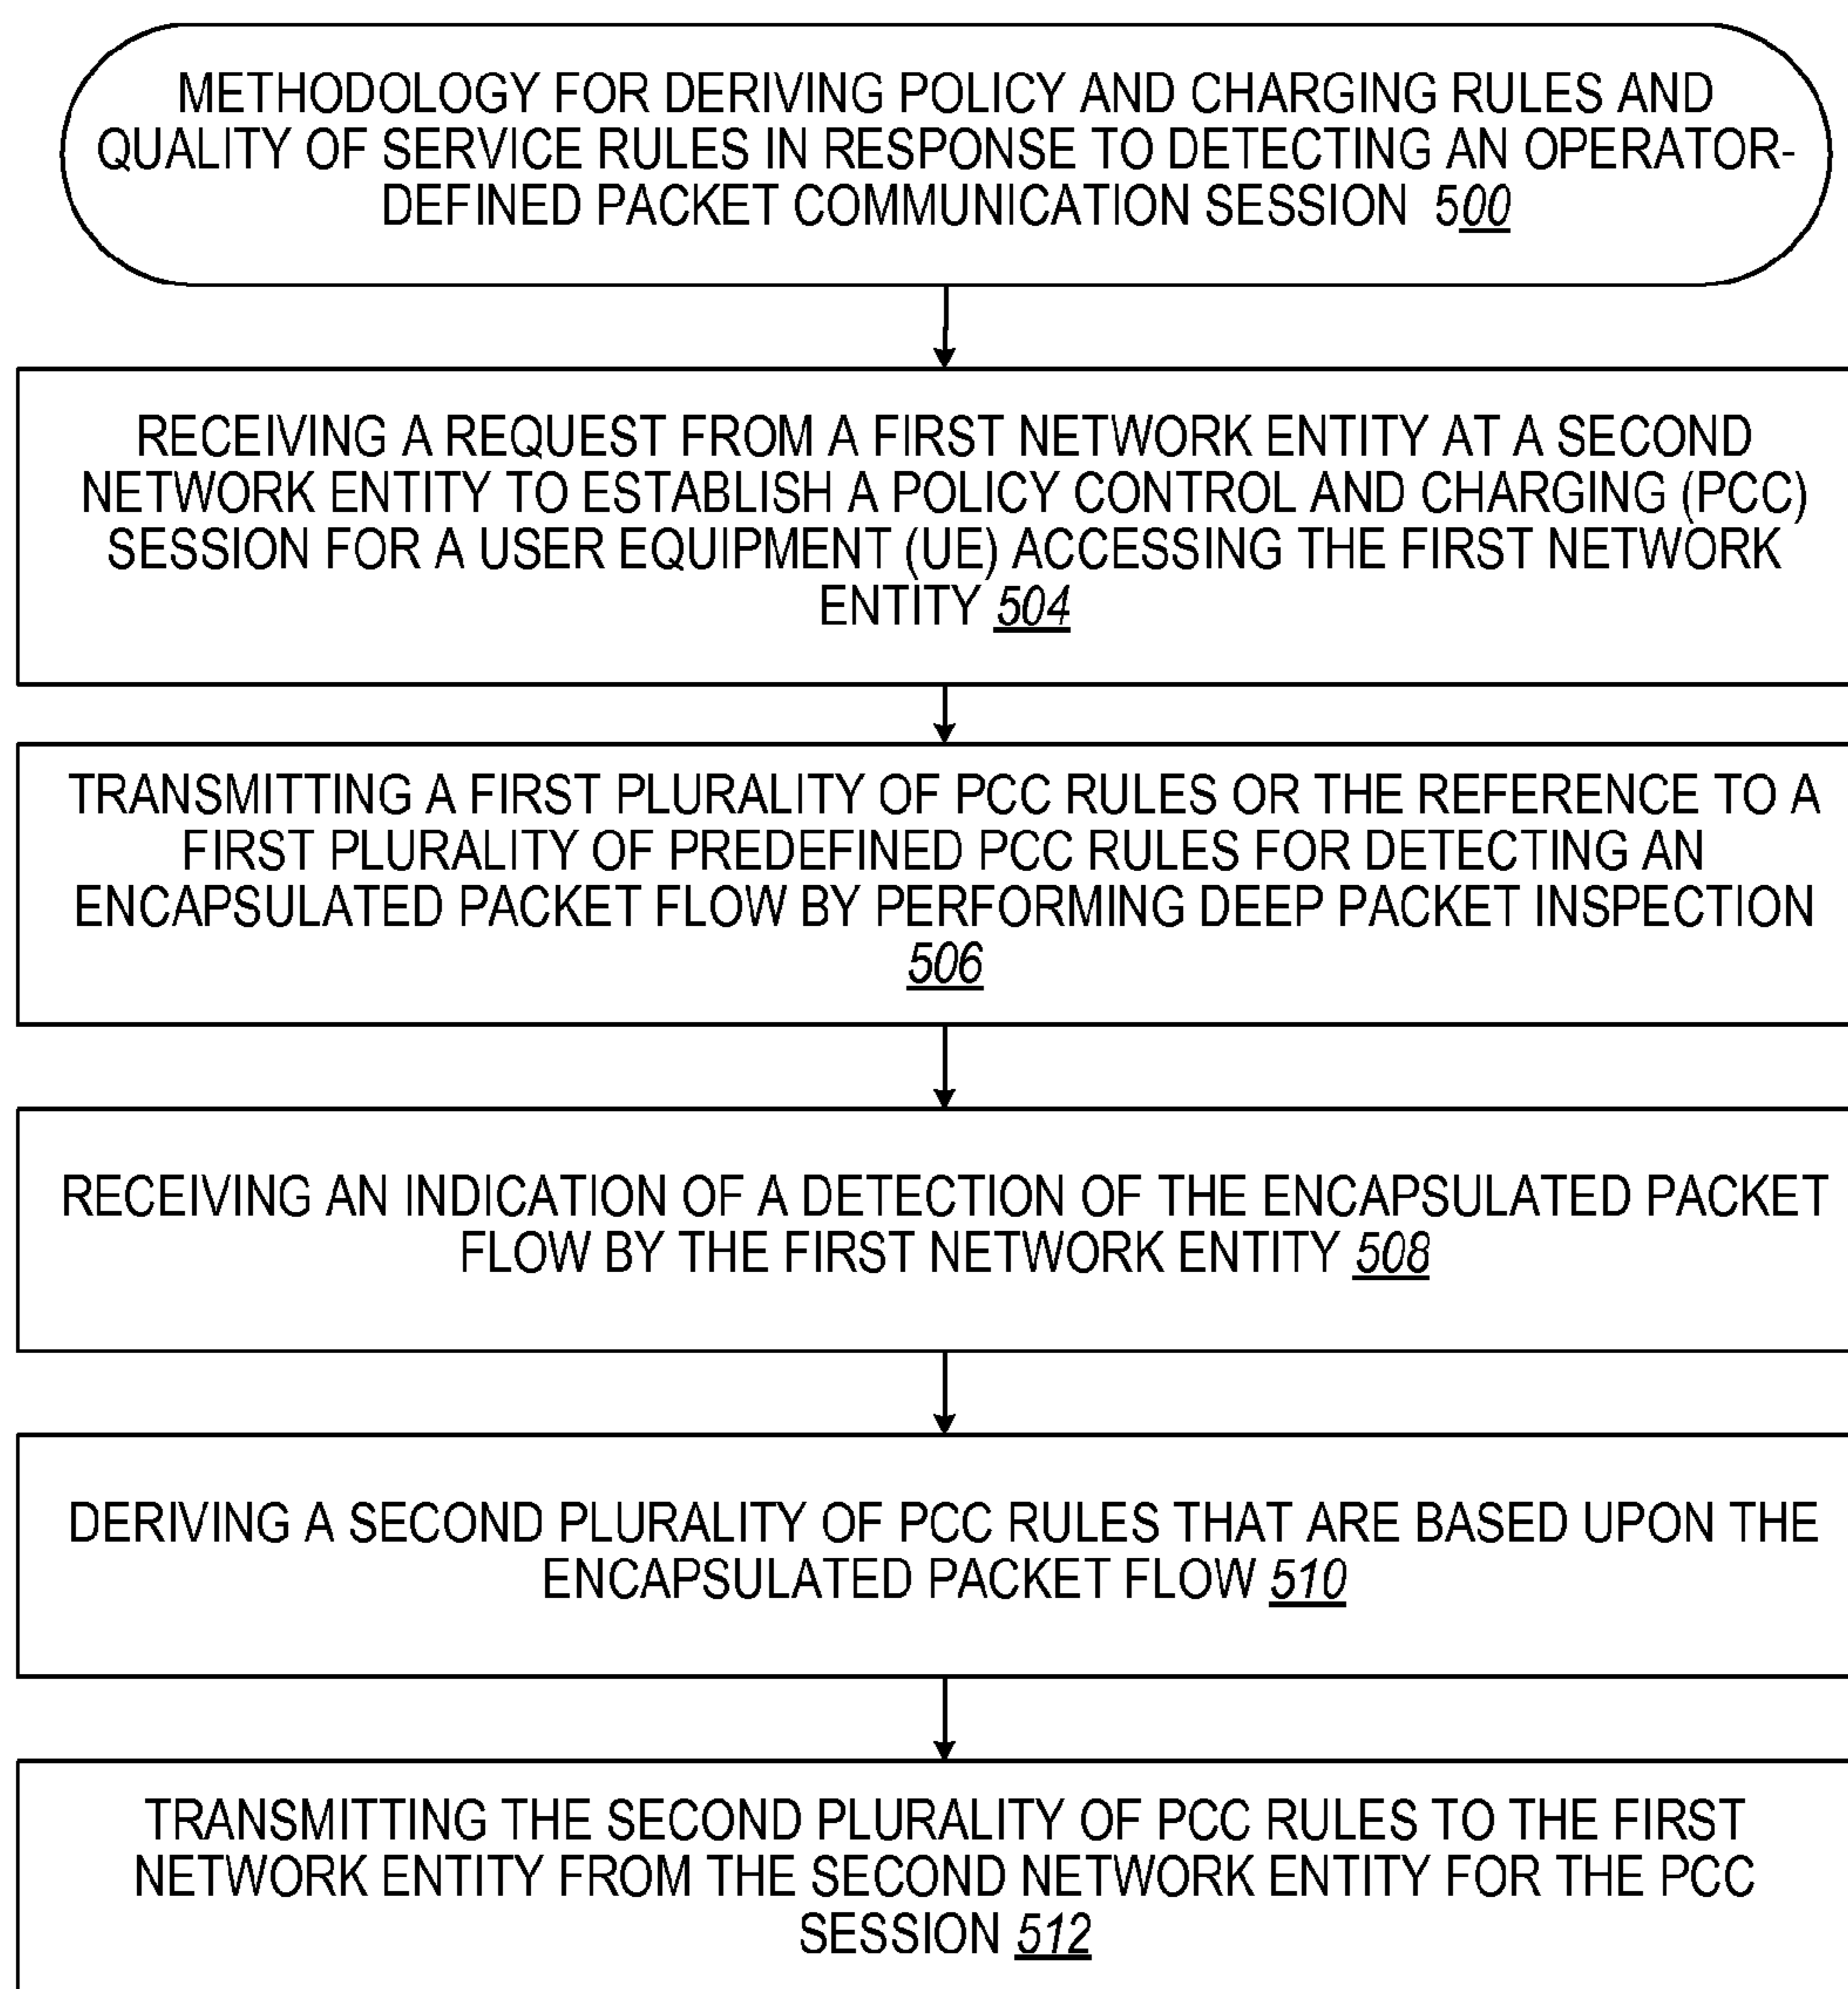 METHODOLOGY FOR DERIVING POLICY AND CHARGING RULES AND
QUALITY OF SERVICE RULES IN RESPONSE TO DETECTING AN OPERATOR-
DEFINED PACKET COMMUNICATION SESSION 500
RECEIVING A REQUEST FROM A FIRST NETWORK ENTITY AT A SECOND
NETWORK ENTITY TO ESTABLISH A POLICY CONTROL AND CHARGING (PCC)
SESSION FOR A USER EQUIPMENT (UE) ACCESSING THE FIRST NETWORK
ENTITY 504
TRANSMITTING A FIRST PLURALITY OF PCC RULES OR THE REFERENCE TO A
FIRST PLURALITY OF PREDEFINED PCC RULES FOR DETECTING AN
ENCAPSULATED PACKET FLOW BY PERFORMING DEEP PACKET INSPECTION
506
RECEIVING AN INDICATION OF A DETECTION OF THE ENCAPSULATED PACKET
FLOW BY THE FIRST NETWORK ENTITY 508
DERIVING A SECOND PLURALITY OF PCC RULES THAT ARE BASED UPON THE
ENCAPSULATED PACKET FLOW 510
TRANSMITTING THE SECOND PLURALITY OF PCC RULES TO THE FIRST
NETWORK ENTITY FROM THE SECOND NETWORK ENTITY FOR THE PCC
SESSION 512